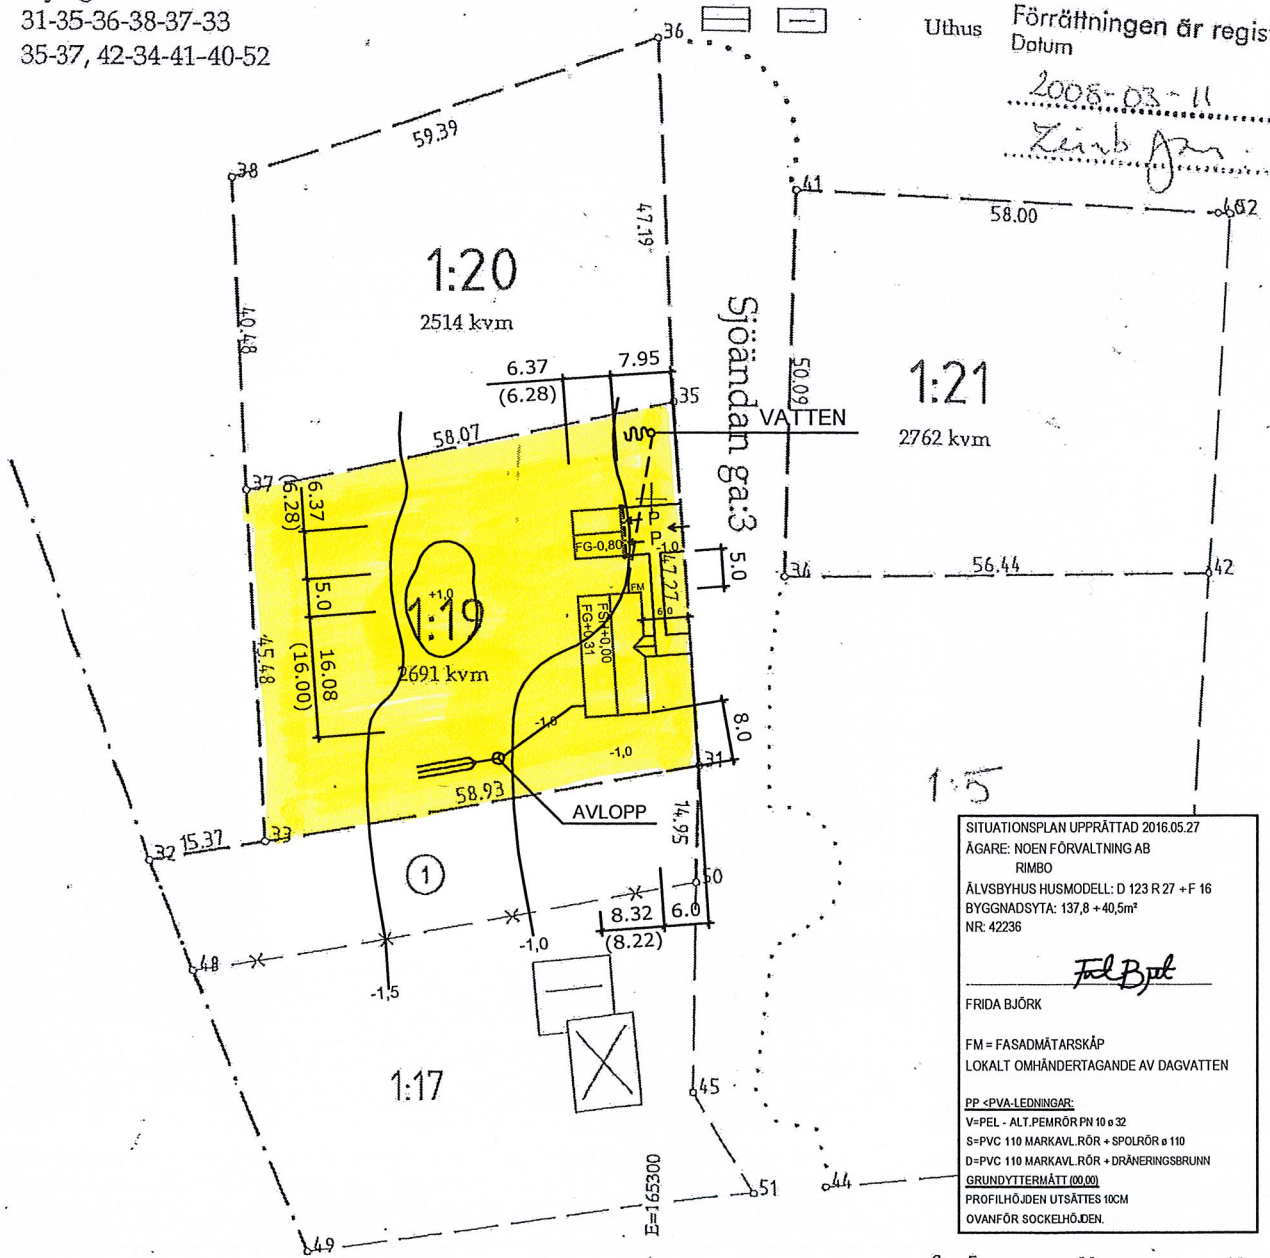 31-35-36-38-37-33
35-37, 42-34-41-40-52
Uthus
Förrättningen är regis
Datum
2008-03-11
36
59.39
38
41
58.00
52
47.19
1:20
2514 kvm
40.48
Sjöändan ga:3
50.09
1:21
2762 kvm
6.37
(6.28)
7.95
35
VATTEN
58.07
37
6.37
(6.28)
P
P
FG-0,80
-1,0
47.27
5.0
34
56.44
42
5.0
+1,0
1:19
2691 kvm
FM
6,0
FSH+0,00
FG+0,31
45.48
16.08
(16.00)
-1,0
-1,0
8.0
31
58.93
AVLOPP
14.95
1:5
33
15.37
32
1
50
8.32
(8.22)
6.0
48
-1,0
-1,5
1:17
45
E=165300
51
44
49
SITUATIONSPLAN UPPRÄTTAD 2016.05.27
ÄGARE: NOEN FÖRVALTNING AB
RIMBO
ÄLVSBYHUS HUSMODELL: D 123 R 27 + F 16
BYGGNADSYTA: 137,8 + 40,5m²
NR: 42236
FRIDA BJÖRK
FM = FASADMÄTARSKÅP
LOKALT OMHÄNDERTAGANDE AV DAGVATTEN
PP <PVA-LEDNINGAR:
V=PEL - ALT.PEMRÖR PN 10 ø 32
S=PVC 110 MARKAVL.RÖR + SPOLRÖR ø 110
D=PVC 110 MARKAVL.RÖR + DRÄNERINGSBRUNN
GRUNDYTTERMÅTT (00,00)
PROFILHÖJDEN UTSÄTTES 10CM
OVANFÖR SOCKELHÖJDEN.